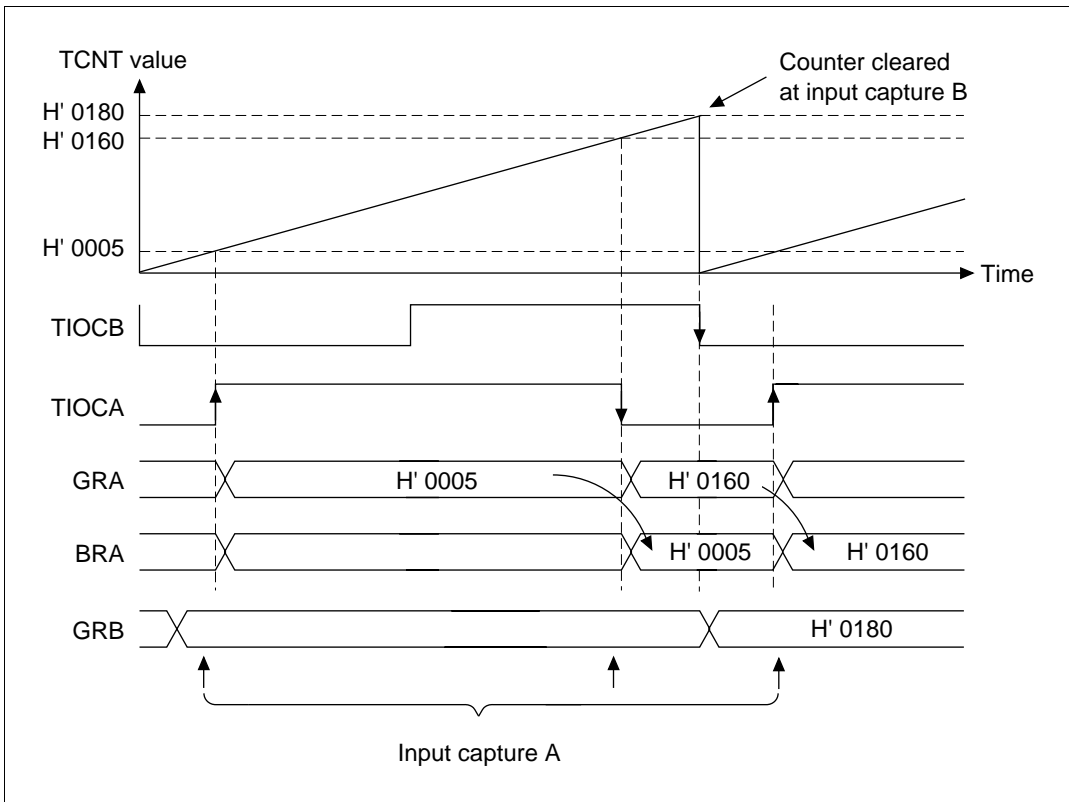 TCNT value
Counter cleared
at input capture B
H' 0180
H' 0160
H' 0005
Time
TIOCB
TIOCA
GRA
H' 0005
H' 0160
BRA
H' 0005
H' 0160
GRB
H' 0180
Input capture A